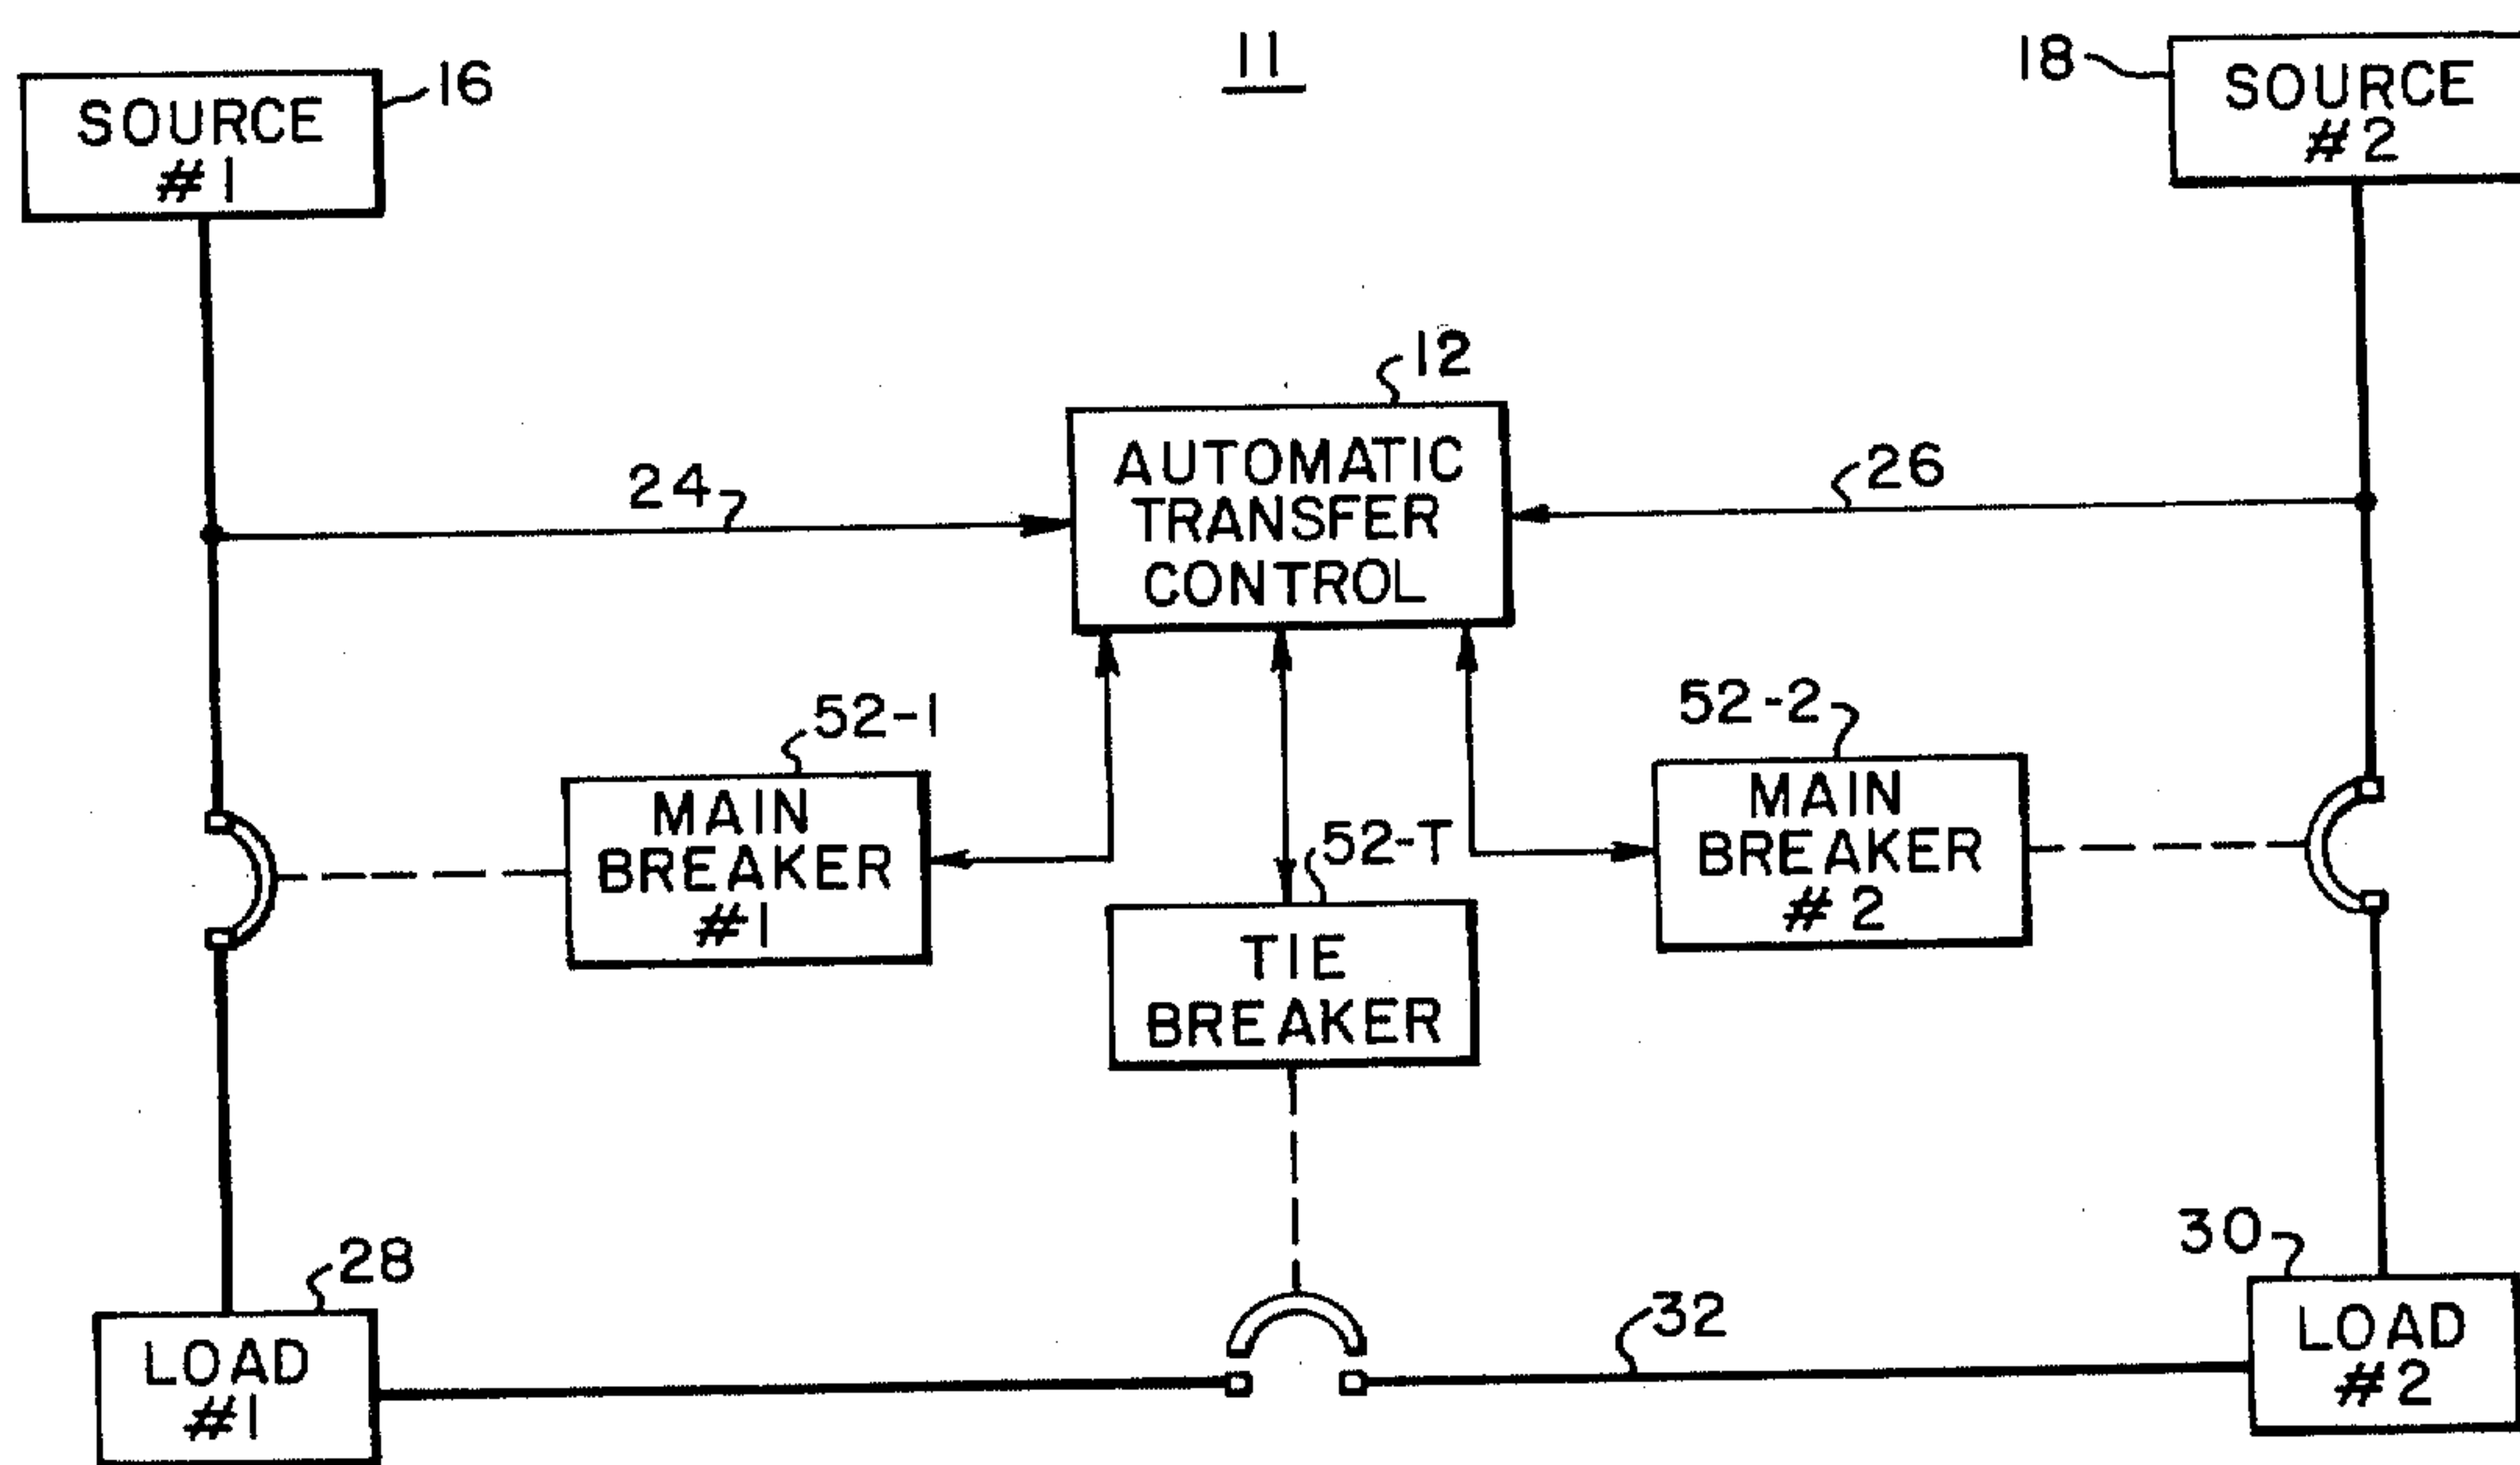 11
SOURCE
#1
16
18
SOURCE
#2
12
AUTOMATIC
TRANSFER
CONTROL
24
26
52-1
MAIN
BREAKER
#1
52-2
MAIN
BREAKER
#2
52-T
TIE
BREAKER
28
LOAD
#1
32
30
LOAD
#2